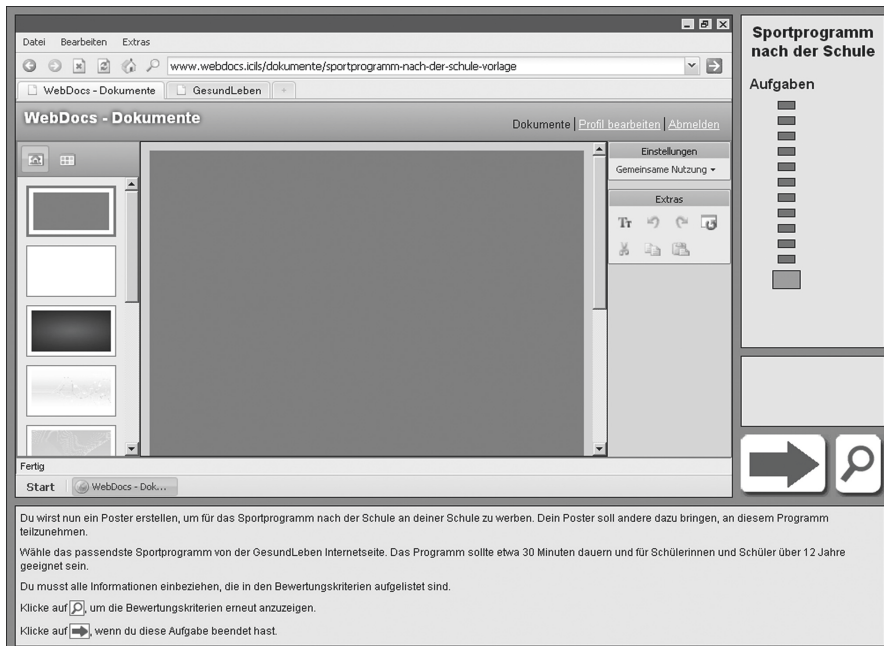 Datei Bearbeiten Extras
www.webdocs.icils/dokumente/sportprogramm-nach-der-schule-vorlage
WebDocs - Dokumente GesundLeben
WebDocs - Dokumente
Dokumente | Profil bearbeiten | Abmelden
Einstellungen
Gemeinsame Nutzung
Extras
Tr
Fertig
Start WebDocs - Dok...
Sportprogramm
nach der Schule
Aufgaben
Du wirst nun ein Poster erstellen, um für das Sportprogramm nach der Schule an deiner Schule zu werben. Dein Poster soll andere dazu bringen, an diesem Programm
teilzunehmen.
Wähle das passendste Sportprogramm von der GesundLeben Internetseite. Das Programm sollte etwa 30 Minuten dauern und für Schülerinnen und Schüler über 12 Jahre
geeignet sein.
Du musst alle Informationen einbeziehen, die in den Bewertungskriterien aufgelistet sind.
Klicke auf , um die Bewertungskriterien erneut anzuzeigen.
Klicke auf , wenn du diese Aufgabe beendet hast.